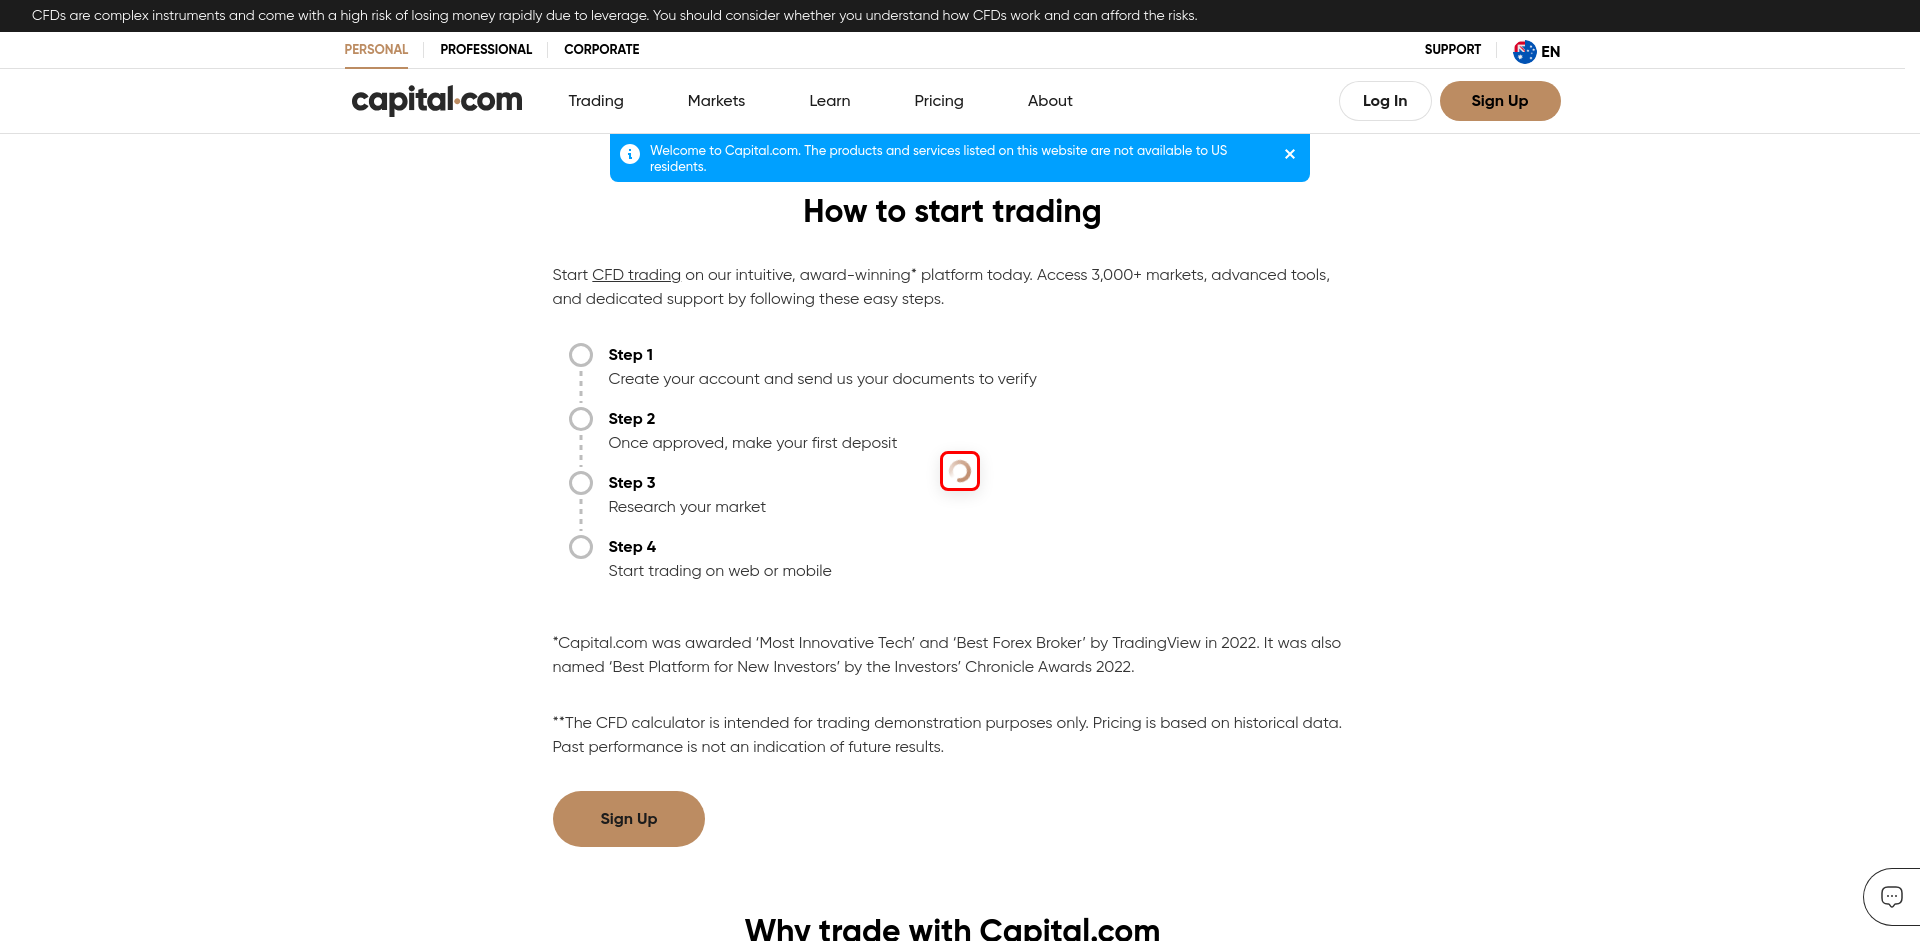 CFDs are complex instruments and come with a high risk of losing money rapidly due to leverage. You should consider whether you understand how CFDs work and can afford the risks.
PERSONAL
PROFESSIONAL
CORPORATE
SUPPORT
EN
capital.com
Trading
Markets
Learn
Pricing
About
Log In
Sign Up
Welcome to Capital.com. The products and services listed on this website are not available to US
residents.
How to start trading
Start CFD trading on our intuitive, award-winning* platform today. Access 3,000+ markets, advanced tools,
and dedicated support by following these easy steps.
Step 1
Create your account and send us your documents to verify
Step 2
Once approved, make your first deposit
Step 3
Research your market
Step 4
Start trading on web or mobile
*Capital.com was awarded ‘Most Innovative Tech’ and ‘Best Forex Broker’ by TradingView in 2022. It was also
named ‘Best Platform for New Investors’ by the Investors’ Chronicle Awards 2022.
**The CFD calculator is intended for trading demonstration purposes only. Pricing is based on historical data.
Past performance is not an indication of future results.
Sign Up
Why trade with Capital.com